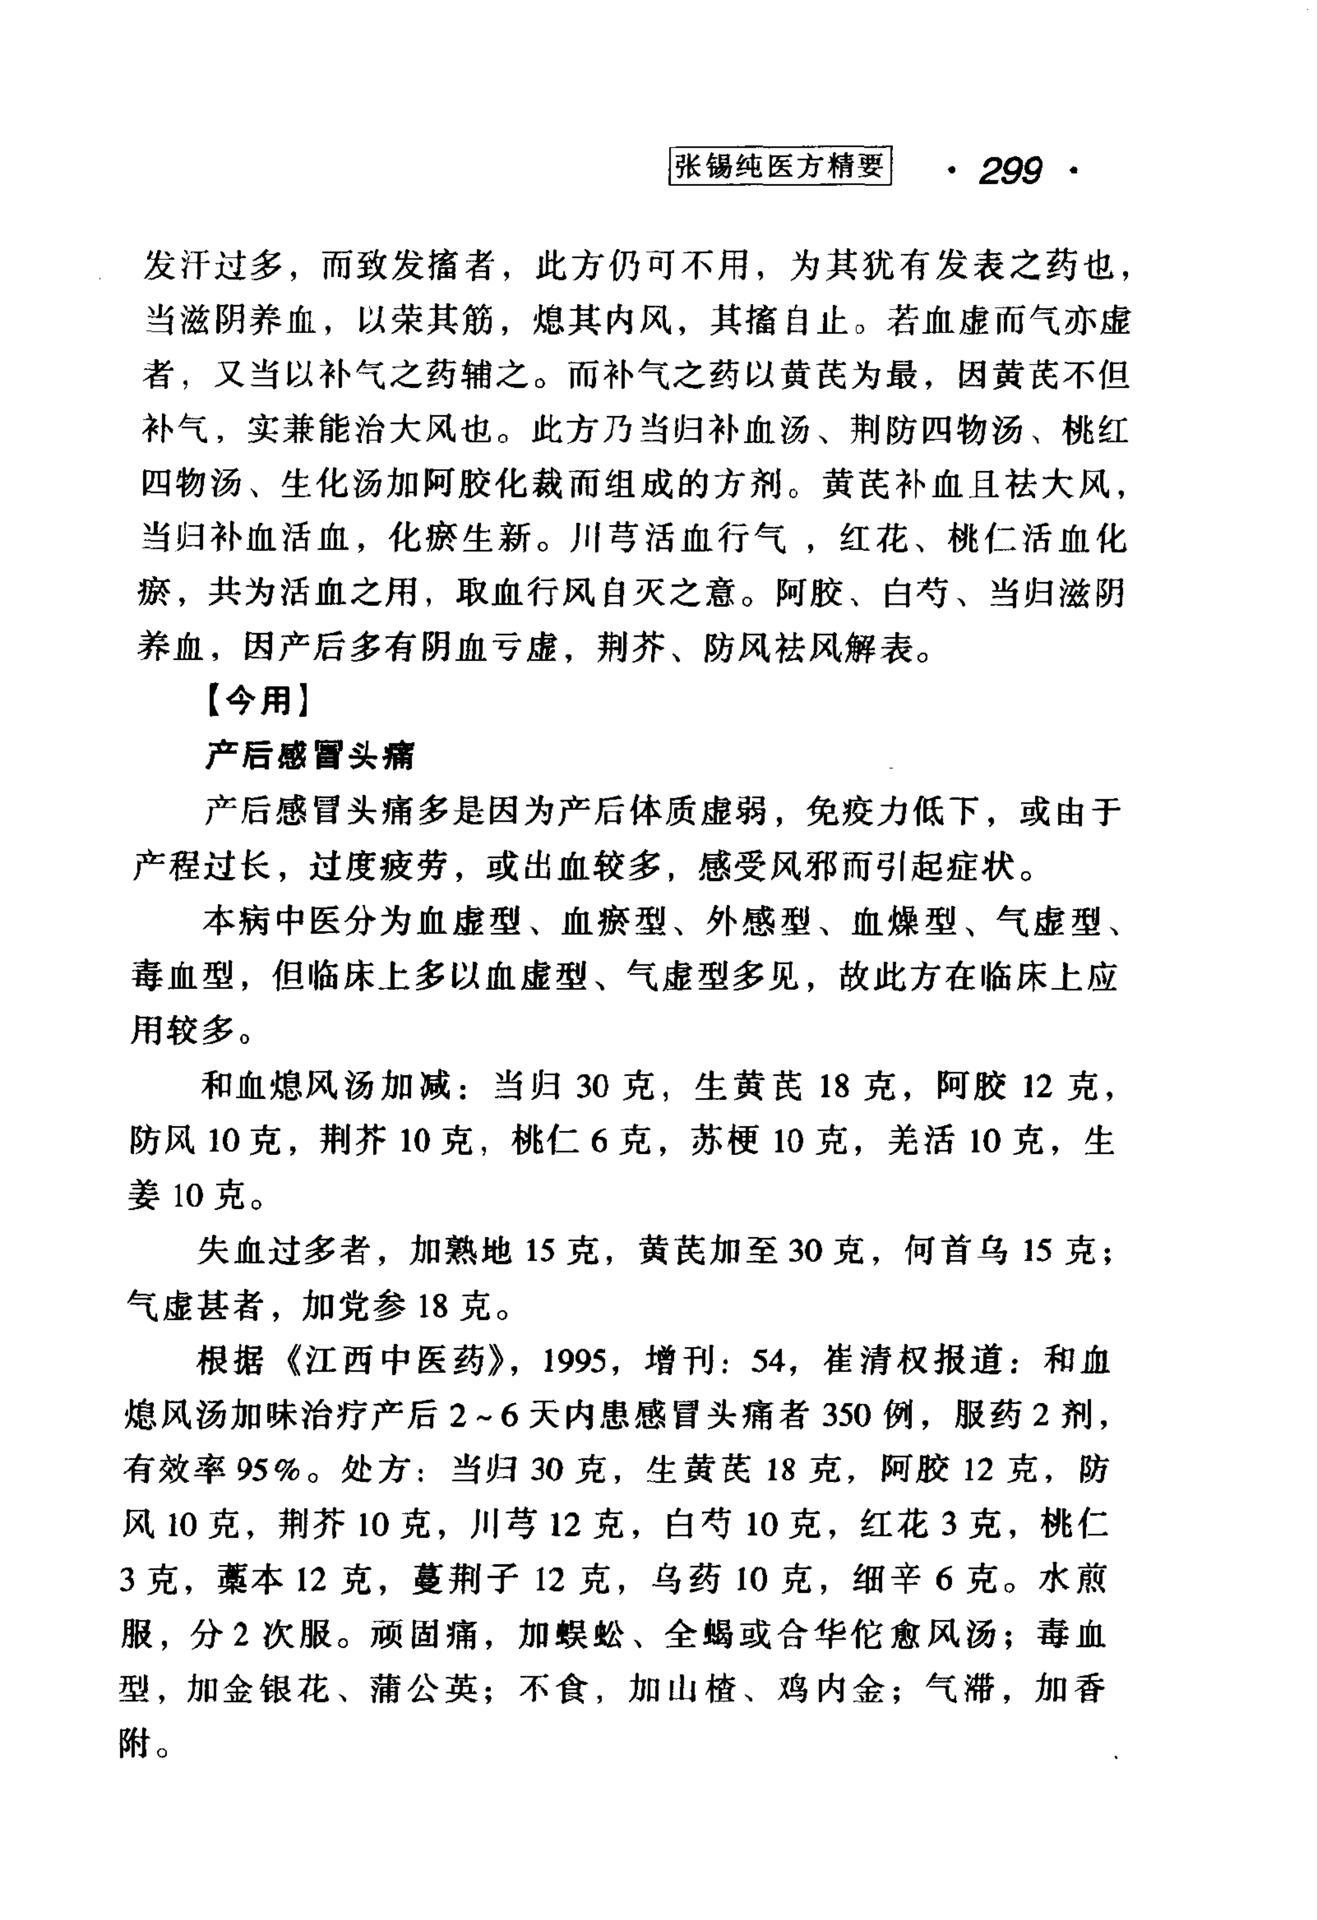 张锡纯医方精要 · 299 ·
发汗过多，而致发搐者，此方仍可不用，为其犹有发表之药也，
当滋阴养血，以荣其筋，熄其内风，其搐自止。若血虚而气亦虚
者，又当以补气之药辅之。而补气之药以黄芪为最，因黄芪不但
补气，实兼能治大风也。此方乃当归补血汤、荆防四物汤、桃红
四物汤、生化汤加阿胶化裁而组成的方剂。黄芪补血且祛大风，
当归补血活血，化瘀生新。川芎活血行气，红花、桃仁活血化
瘀，共为活血之用，取血行风自灭之意。阿胶、白芍、当归滋阴
养血，因产后多有阴血亏虚，荆芥、防风祛风解表。
【今用】
产后感冒头痛
产后感冒头痛多是因为产后体质虚弱，免疫力低下，或由于
产程过长，过度疲劳，或出血较多，感受风邪而引起症状。
本病中医分为血虚型、血瘀型、外感型、血燥型、气虚型、
毒血型，但临床上多以血虚型、气虚型多见，故此方在临床上应
用较多。
和血熄风汤加减：当归 30 克，生黄芪 18 克，阿胶 12 克，
防风 10 克，荆芥 10 克，桃仁 6 克，苏梗 10 克，羌活 10 克，生
姜 10 克。
失血过多者，加熟地 15 克，黄芪加至 30 克，何首乌 15 克；
气虚甚者，加党参 18 克。
根据《江西中医药》，1995，增刊：54，崔清权报道：和血
熄风汤加味治疗产后 2～6 天内患感冒头痛者 350 例，服药 2 剂，
有效率 95%。处方：当归 30 克，生黄芪 18 克，阿胶 12 克，防
风 10 克，荆芥 10 克，川芎 12 克，白芍 10 克，红花 3 克，桃仁
3 克，藁本 12 克，蔓荆子 12 克，乌药 10 克，细辛 6 克。水煎
服，分 2 次服。顽固痛，加蜈蚣、全蝎或合华佗愈风汤；毒血
型，加金银花、蒲公英；不食，加山楂、鸡内金；气滞，加香
附。